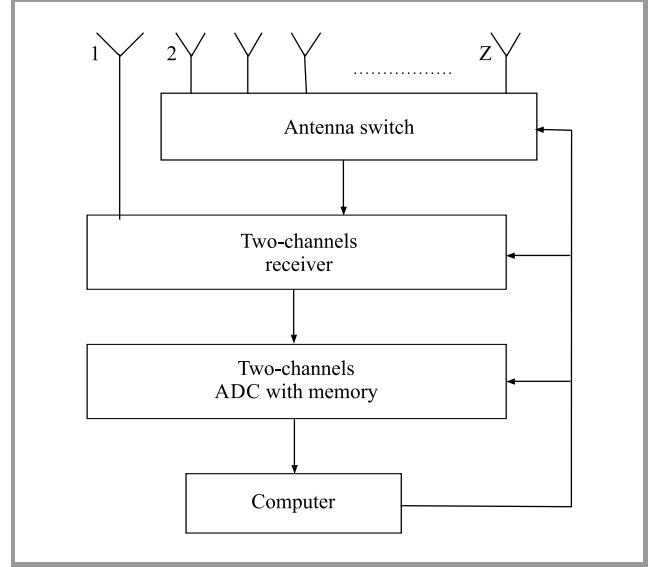 1 2 ................. Z
Antenna switch
Two-channels
receiver
Two-channels
ADC with memory
Computer